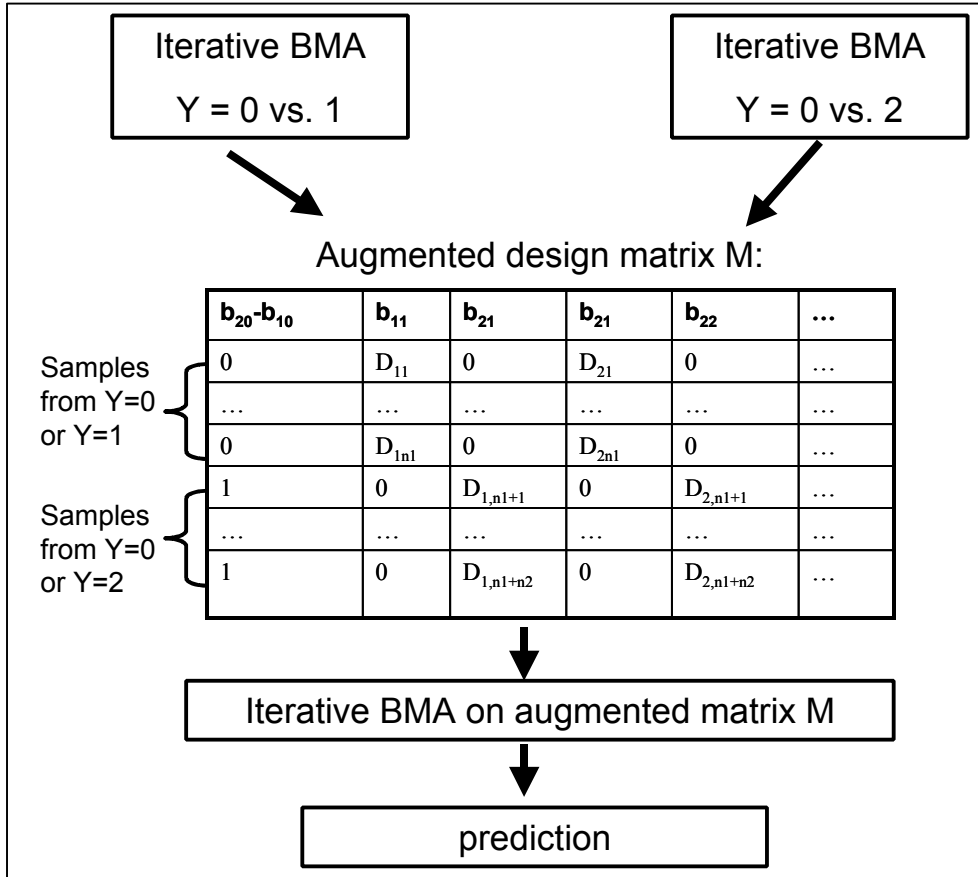 Iterative BMA
Y = 0 vs. 1
Iterative BMA
Y = 0 vs. 2
Augmented design matrix M:
b20-b10 b11 b21 b21 b22 ...
Samples
from Y=0
or Y=1
0 D11 0 D21 0 ...
... ... ... ... ... ...
0 D1n1 0 D2n1 0 ...
Samples
from Y=0
or Y=2
1 0 D1,n1+1 0 D2,n1+1 ...
... ... ... ... ... ...
1 0 D1,n1+n2 0 D2,n1+n2 ...
Iterative BMA on augmented matrix M
prediction